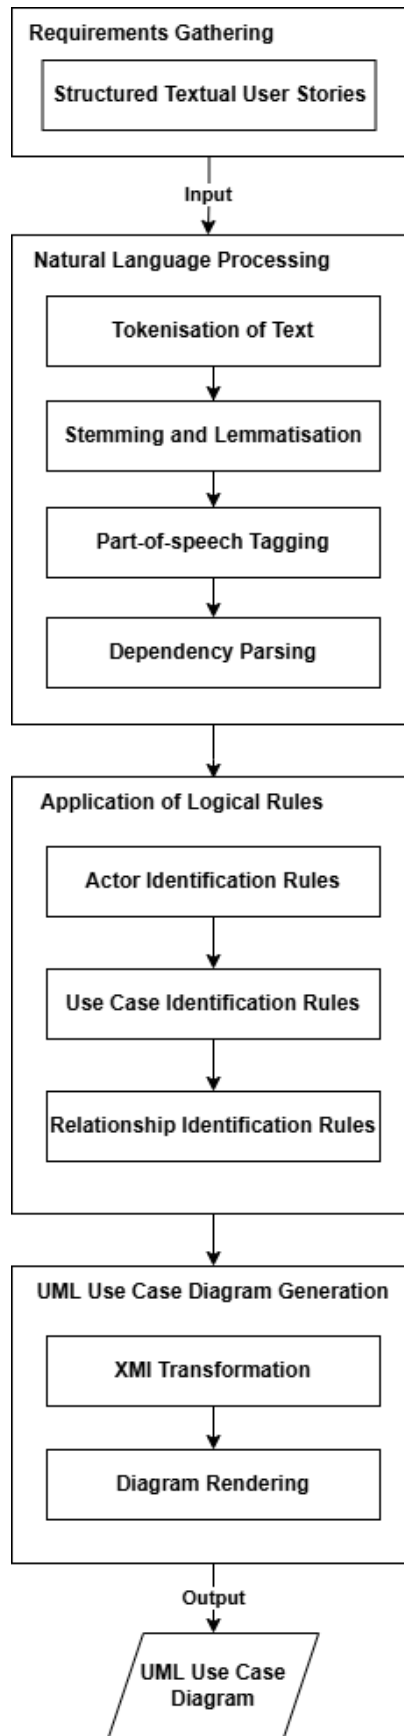 Requirements Gathering
Structured Textual User Stories
Input
Natural Language Processing
Tokenisation of Text
Stemming and Lemmatisation
Part-of-speech Tagging
Dependency Parsing
Application of Logical Rules
Actor Identification Rules
Use Case Identification Rules
Relationship Identification Rules
UML Use Case Diagram Generation
XMI Transformation
Diagram Rendering
Output
UML Use Case
Diagram